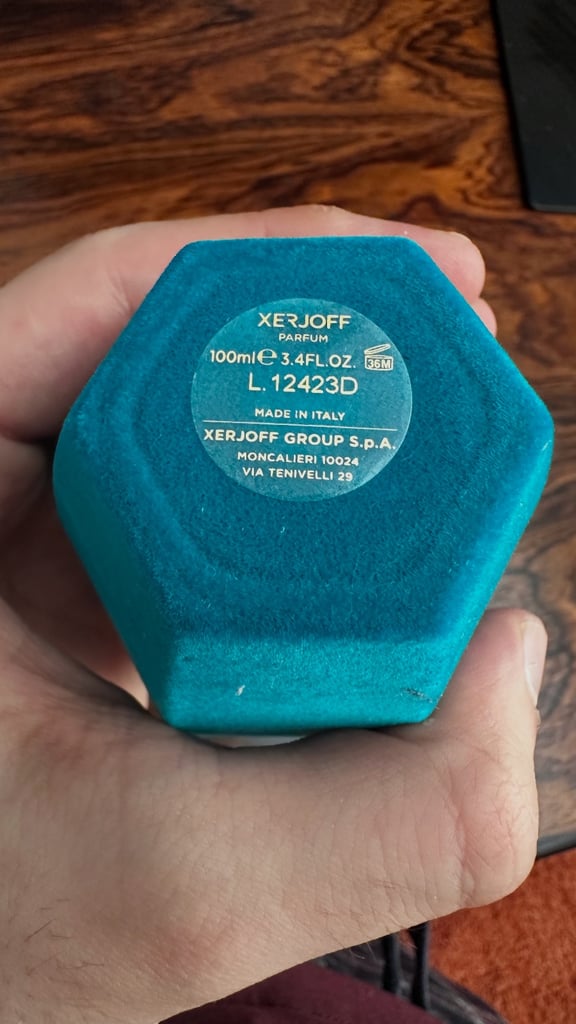 XERJOFF
PARFUM
100ml℮ 3.4FL.OZ. 36M
L. 12423D
MADE IN ITALY
XERJOFF GROUP S.p.A.
MONCALIERI 10024
VIA TENIVELLI 29